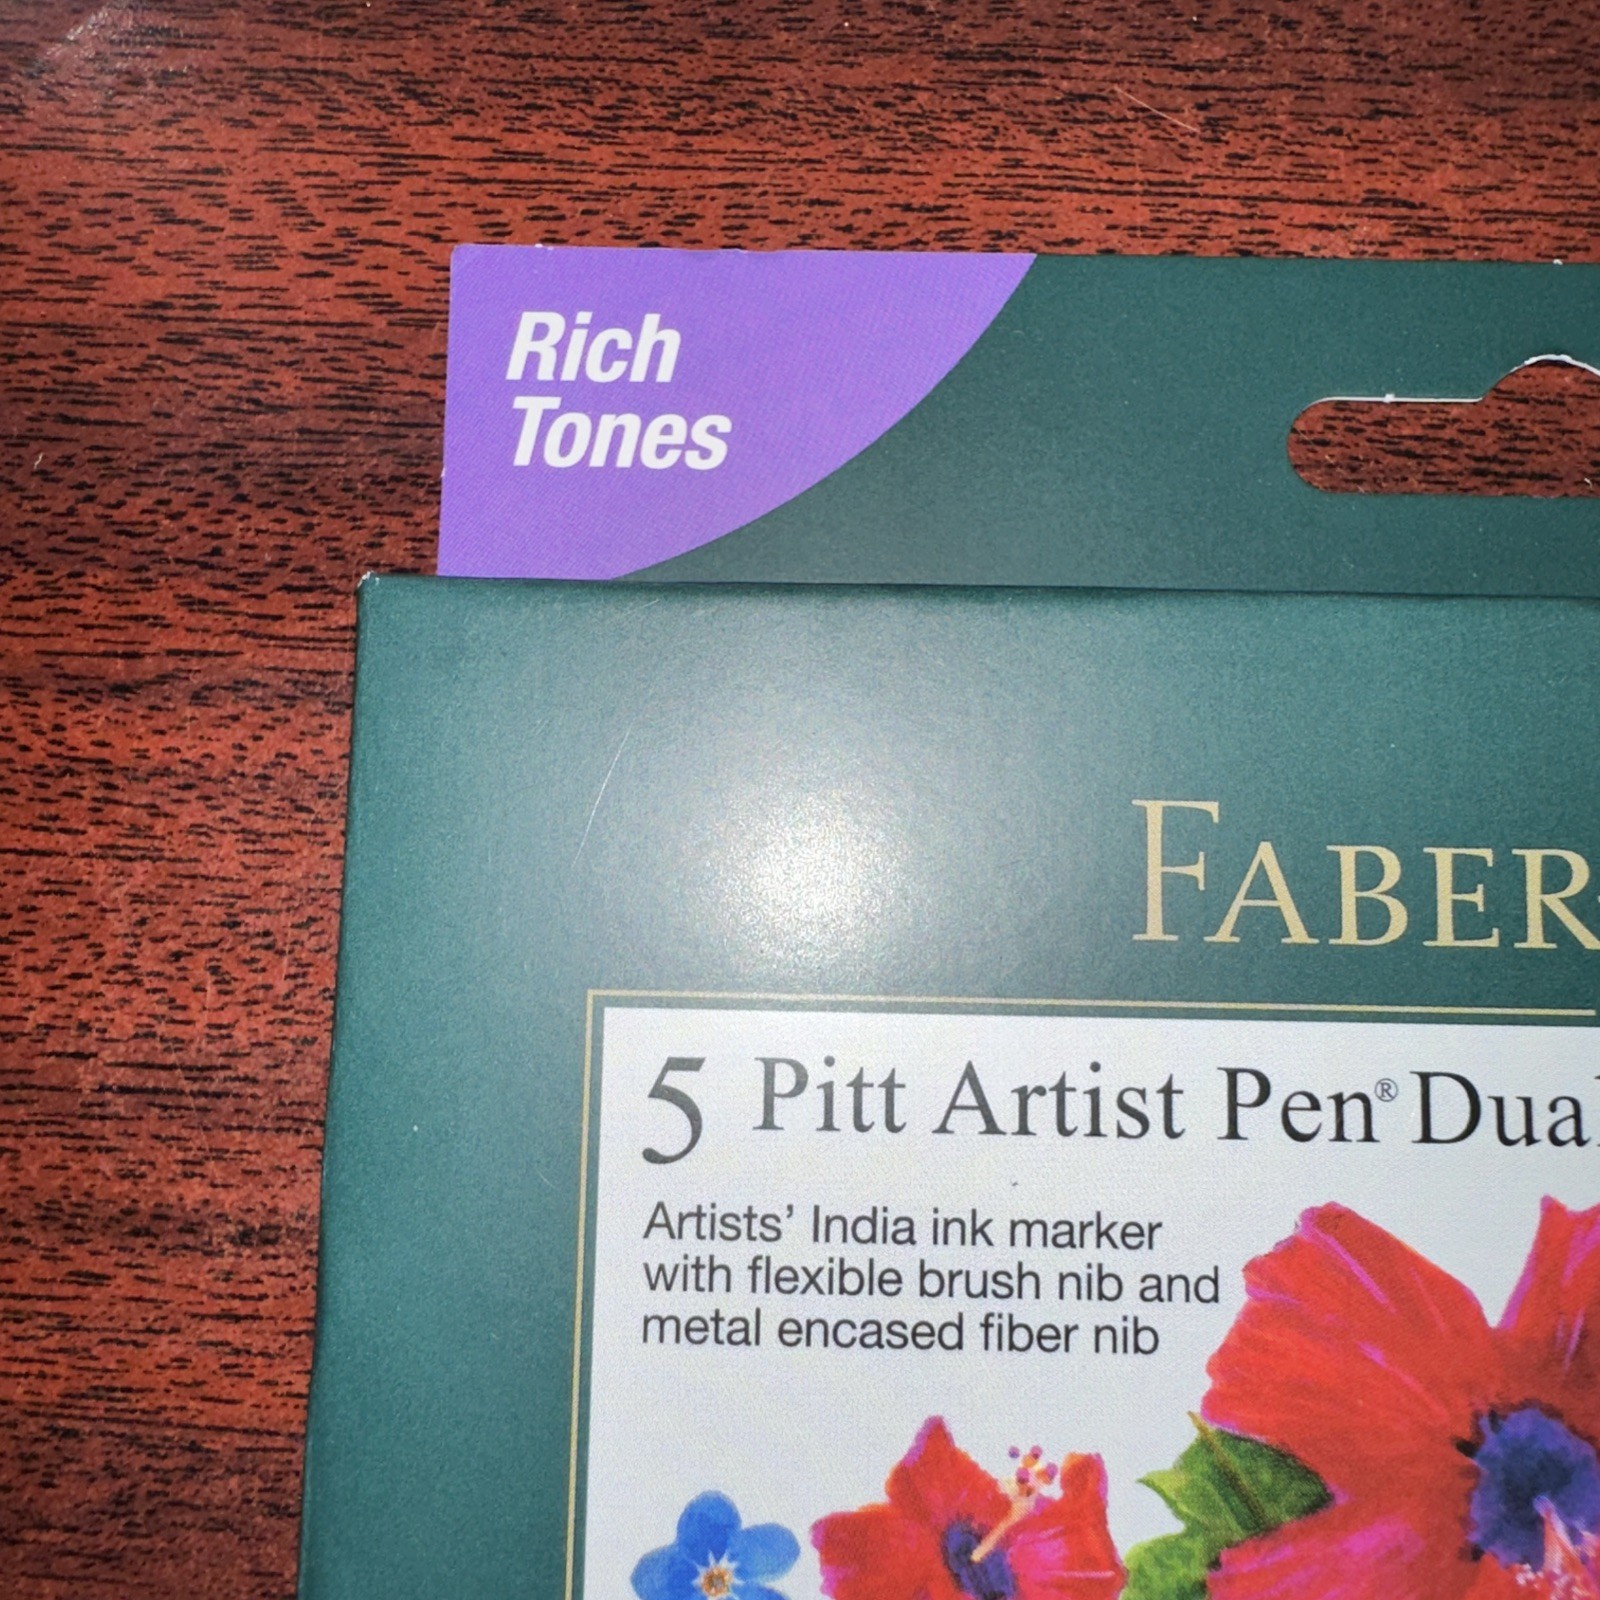 Rich
Tones
FABER
5 Pitt Artist Pen® Dual
Artists’ India ink marker
with flexible brush nib and
metal encased fiber nib